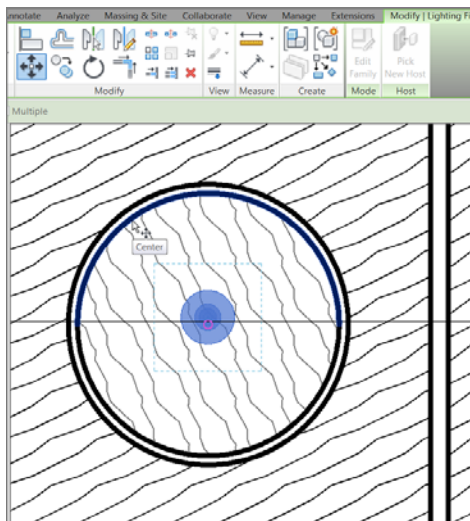 nnotate Analyze Massing & Site Collaborate View Manage Extensions Modify | Lighting Fi
Edit Family
Pick New Host
Modify View Measure Create Mode Host
Multiple
Center